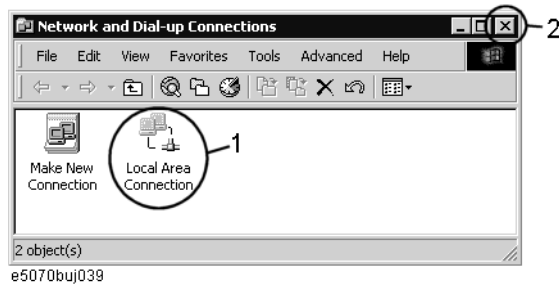 Network and Dial-up Connections
2
File Edit View Favorites Tools Advanced Help
1
Make New
Connection
Local Area
Connection
2 object(s)
e5070buj039